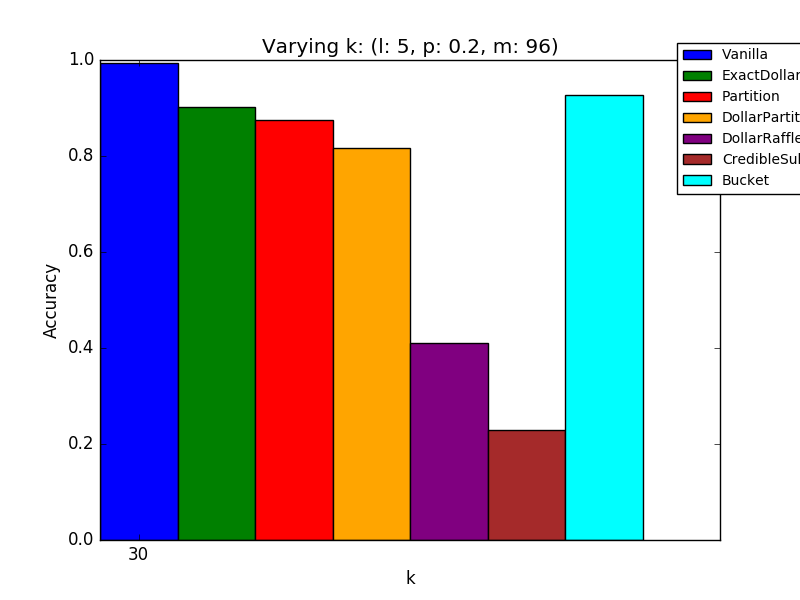 Varying k: (l: 5, p: 0.2, m: 96)
1.0
0.8
0.6
0.4
0.2
0.0
Accuracy
30
k
Vanilla
ExactDollar
Partition
DollarPartit
DollarRaffle
CredibleSu
Bucket